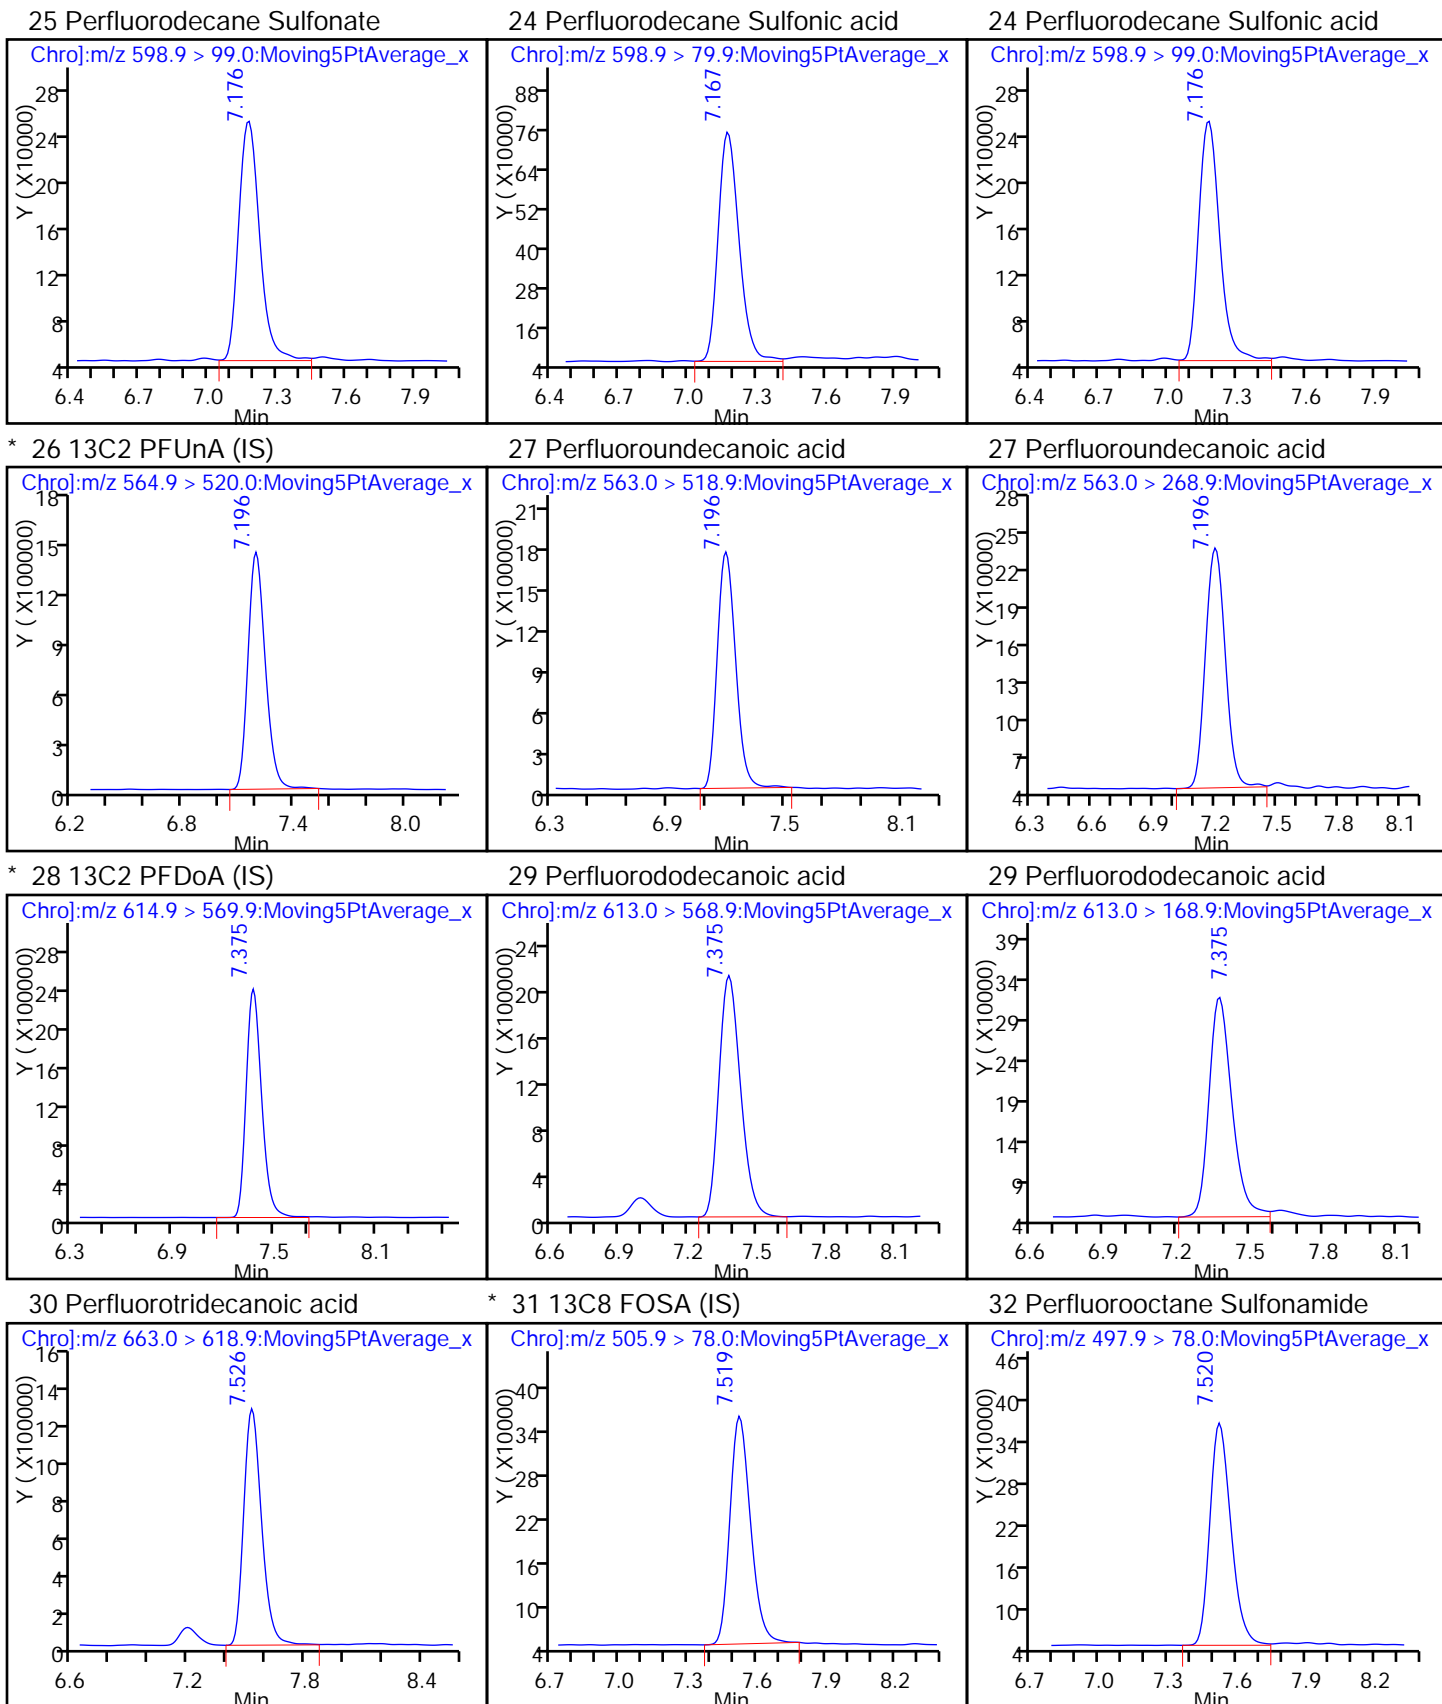 25 Perfluorodecane Sulfonate
Chro]:m/z 598.9 > 99.0:Moving5PtAverage_x
7.176
Y ( X10000)
28
24
20
16
12
8
4
6.4 6.7 7.0 7.3 7.6 7.9
Min
24 Perfluorodecane Sulfonic acid
Chro]:m/z 598.9 > 79.9:Moving5PtAverage_x
7.167
Y ( X10000)
88
76
64
52
40
28
16
4
6.4 6.7 7.0 7.3 7.6 7.9
Min
24 Perfluorodecane Sulfonic acid
Chro]:m/z 598.9 > 99.0:Moving5PtAverage_x
7.176
Y ( X10000)
28
24
20
16
12
8
4
6.4 6.7 7.0 7.3 7.6 7.9
Min
* 26 13C2 PFUnA (IS)
Chro]:m/z 564.9 > 520.0:Moving5PtAverage_x
7.196
Y ( X100000)
18
15
12
9
6
3
0
6.2 6.8 7.4 8.0
Min
27 Perfluoroundecanoic acid
Chro]:m/z 563.0 > 518.9:Moving5PtAverage_x
7.196
Y ( X100000)
21
18
15
12
9
6
3
0
6.3 6.9 7.5 8.1
Min
27 Perfluoroundecanoic acid
Chro]:m/z 563.0 > 268.9:Moving5PtAverage_x
7.196
Y ( X10000)
28
25
22
19
16
13
10
7
4
6.3 6.6 6.9 7.2 7.5 7.8 8.1
Min
* 28 13C2 PFDoA (IS)
Chro]:m/z 614.9 > 569.9:Moving5PtAverage_x
7.375
Y ( X100000)
28
24
20
16
12
8
4
0
6.3 6.9 7.5 8.1
Min
29 Perfluorododecanoic acid
Chro]:m/z 613.0 > 568.9:Moving5PtAverage_x
7.375
Y ( X100000)
24
20
16
12
8
4
0
6.6 6.9 7.2 7.5 7.8 8.1
Min
29 Perfluorododecanoic acid
Chro]:m/z 613.0 > 168.9:Moving5PtAverage_x
7.375
Y ( X10000)
39
34
29
24
19
14
9
4
6.6 6.9 7.2 7.5 7.8 8.1
Min
30 Perfluorotridecanoic acid
Chro]:m/z 663.0 > 618.9:Moving5PtAverage_x
7.526
Y ( X100000)
16
14
12
10
8
6
4
2
0
6.6 7.2 7.8 8.4
Min
* 31 13C8 FOSA (IS)
Chro]:m/z 505.9 > 78.0:Moving5PtAverage_x
7.519
Y ( X100000)
40
34
28
22
16
10
4
6.7 7.0 7.3 7.6 7.9 8.2
Min
32 Perfluorooctane Sulfonamide
Chro]:m/z 497.9 > 78.0:Moving5PtAverage_x
7.520
Y ( X100000)
46
40
34
28
22
16
10
4
6.7 7.0 7.3 7.6 7.9 8.2
Min